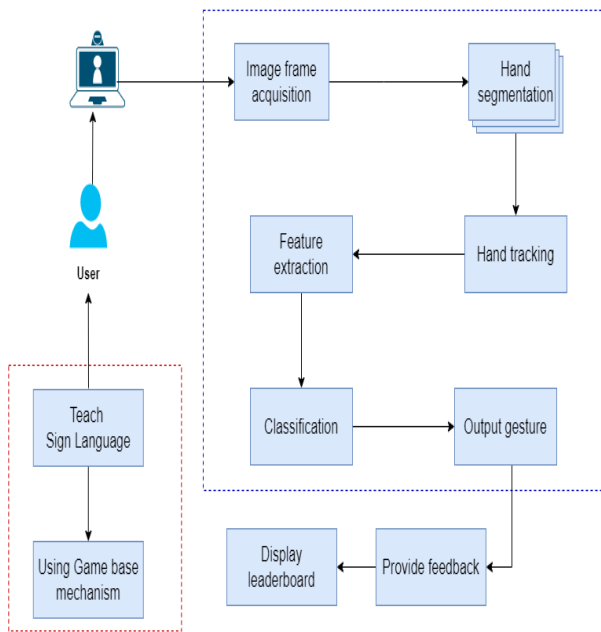 Image frame
acquisition
Hand
segmentation
Feature
extraction
Hand tracking
User
Teach
Sign Language
Classification
Output gesture
Using Game base
mechanism
Display
leaderboard
Provide feedback